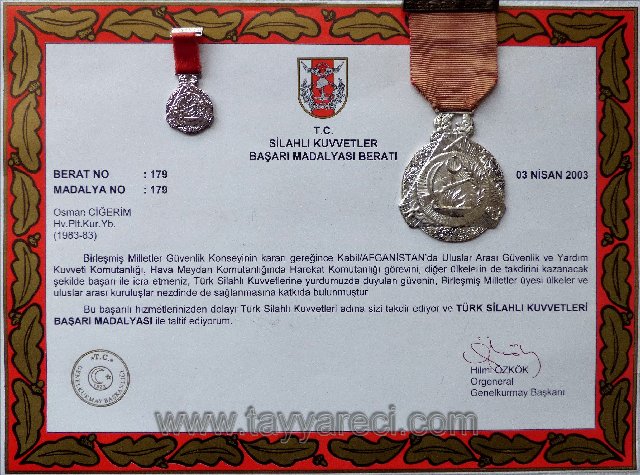 T.C.
SİLAHLI KUVVETLER
BAŞARI MADALYASI BERATI
BERAT NO : 179
MADALYA NO : 179
03 NİSAN 2003
Osman CİĞERİM
Hv.Plt.Kur.Yb.
(1983-83)
Birleşmiş Milletler Güvenlik Konseyinin kararı gereğince Kabil/AFGANİSTAN'da Uluslar Arası Güvenlik ve Yardım
Kuvveti Komutanlığı, Hava Meydan Komutanlığında Harekat Komutanlığı görevini, diğer ülkelerin de takdirini kazanacak
şekilde başarı ile icra etmeniz, Türk Silahlı Kuvvetlerine yurdumuzda duyulan güvenin, Birleşmiş Milletler üyesi ülkeler ve
uluslar arası kuruluşlar nezdinde de sağlanmasına katkıda bulunmuştur.
Bu başarılı hizmetlerinizden dolayı Türk Silahlı Kuvvetleri adına sizi takdir ediyor ve TÜRK SİLAHLI KUVVETLERİ
BAŞARI MADALYASI ile taltif ediyorum.
T.C.
GENELKURMAY BAŞKANLIĞI
Hilmi ÖZKÖK
Orgeneral
Genelkurmay Başkanı
www.tayyareci.com